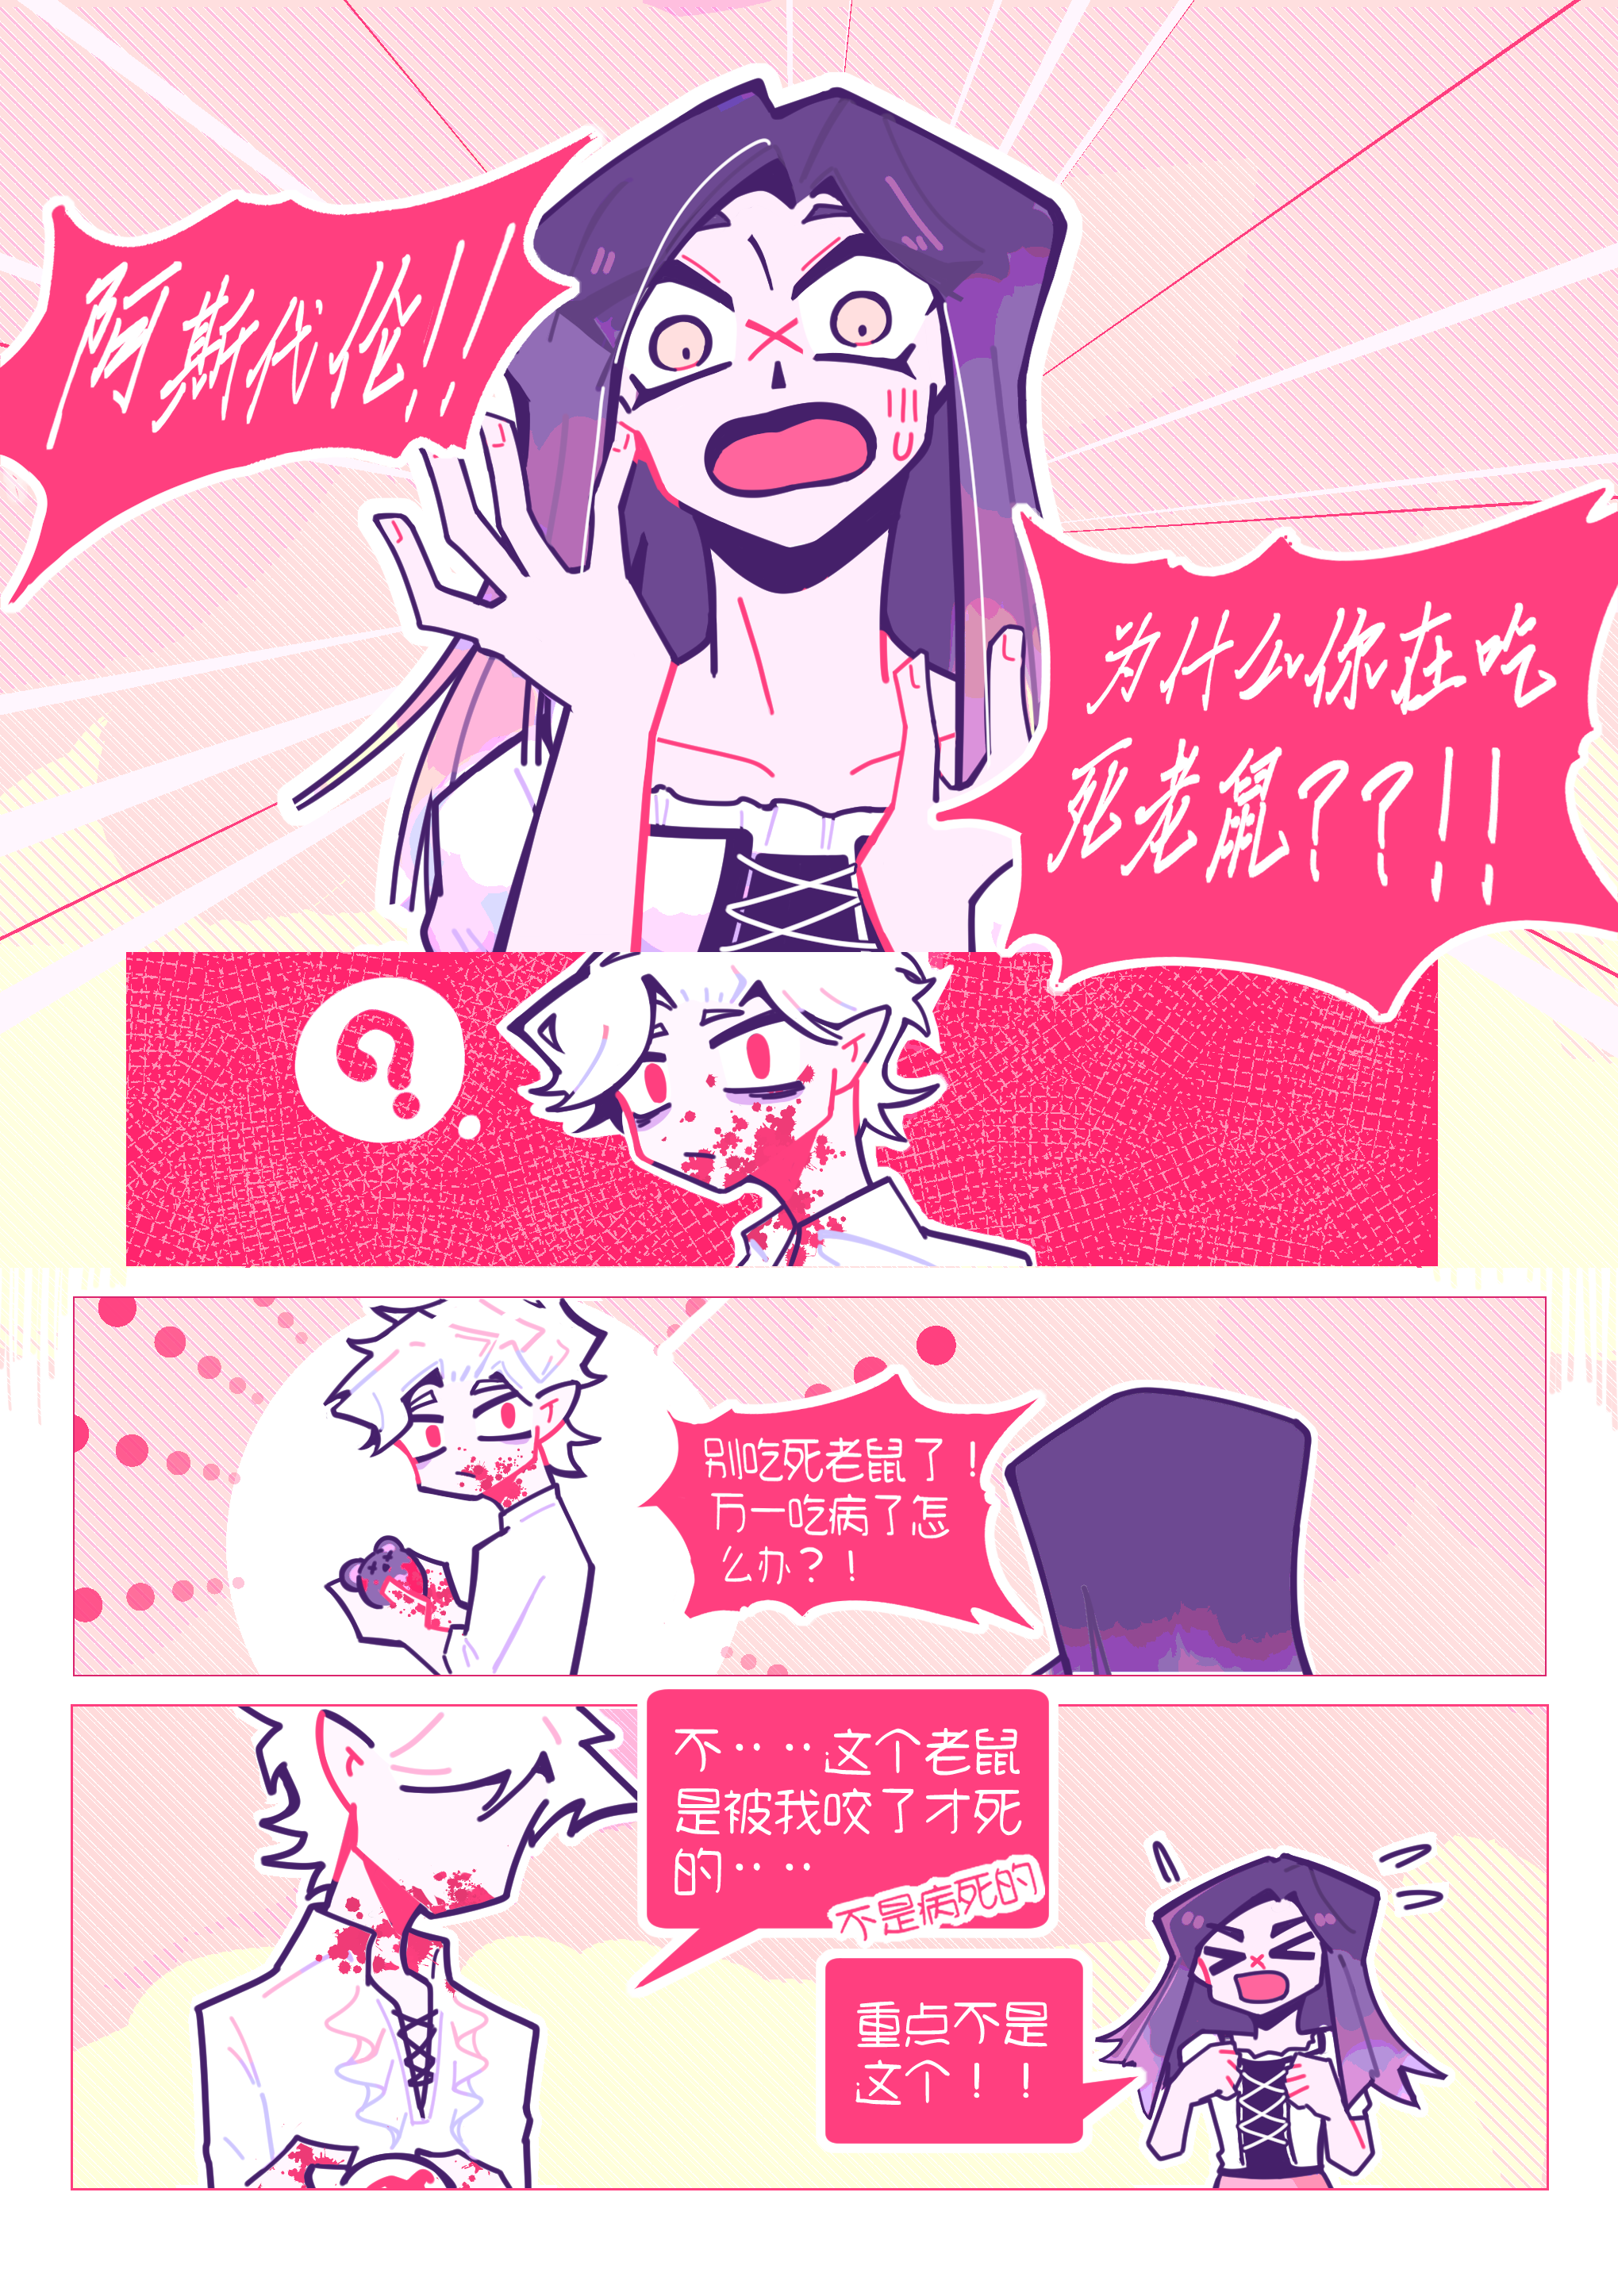 阿斯代伦!!
为什么你在吃
死老鼠??!!
?
别吃死老鼠了!
万一吃病了怎
么办?!
不‥‥这个老鼠
是被我咬了才死
的‥‥
不是病死的
重点不是
这个!!